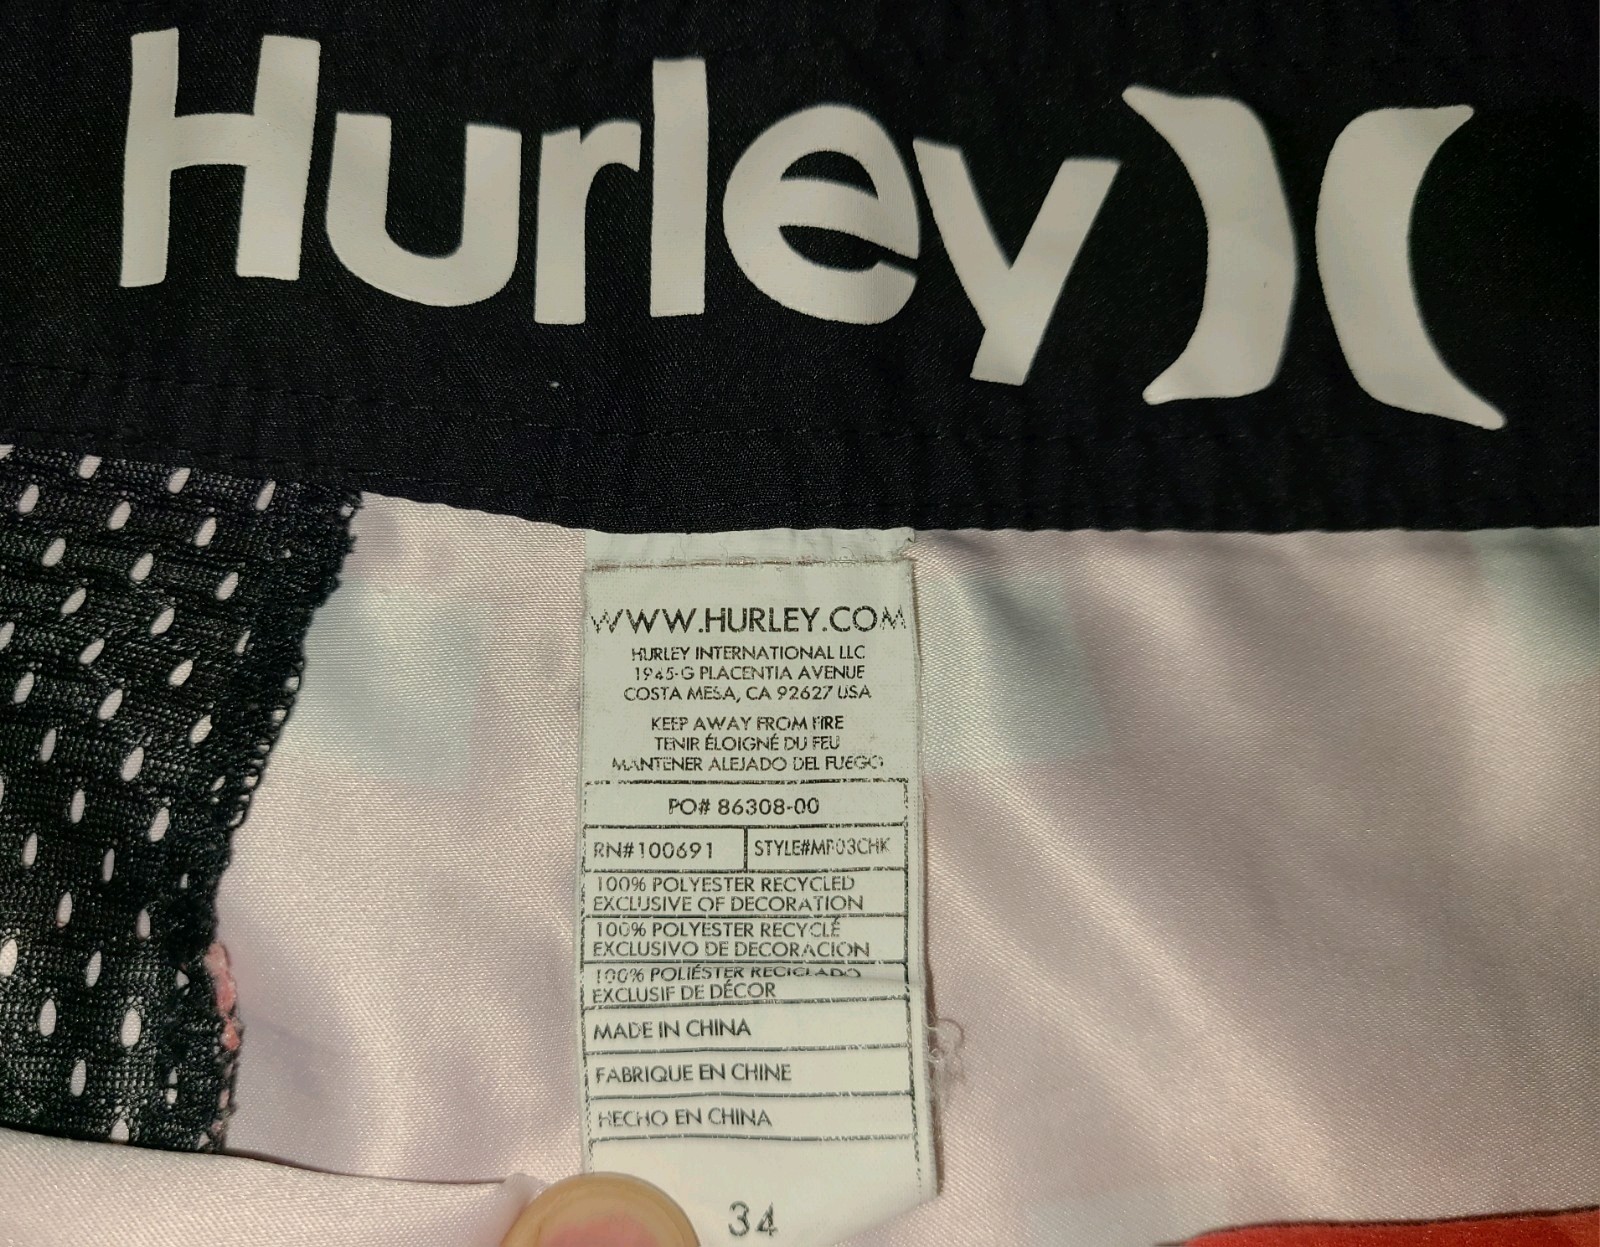 Hurley
WWW.HURLEY.COM
HURLEY INTERNATIONAL LLC
1945-G PLACENTIA AVENUE
COSTA MESA, CA 92627 USA
KEEP AWAY FROM FIRE
TENIR ÉLOIGNÉ DU FEU
MANTENER ALEJADO DEL FUEGO
PO# 86308-00
RN#100691 STYLE#MP03CHK
100% POLYESTER RECYCLED
EXCLUSIVE OF DECORATION
100% POLYESTER RECYCLÉ
EXCLUSIVO DE DECORACION
100% POLIÉSTER RECICLADO
EXCLUSIF DE DÉCOR
MADE IN CHINA
FABRIQUE EN CHINE
HECHO EN CHINA
34